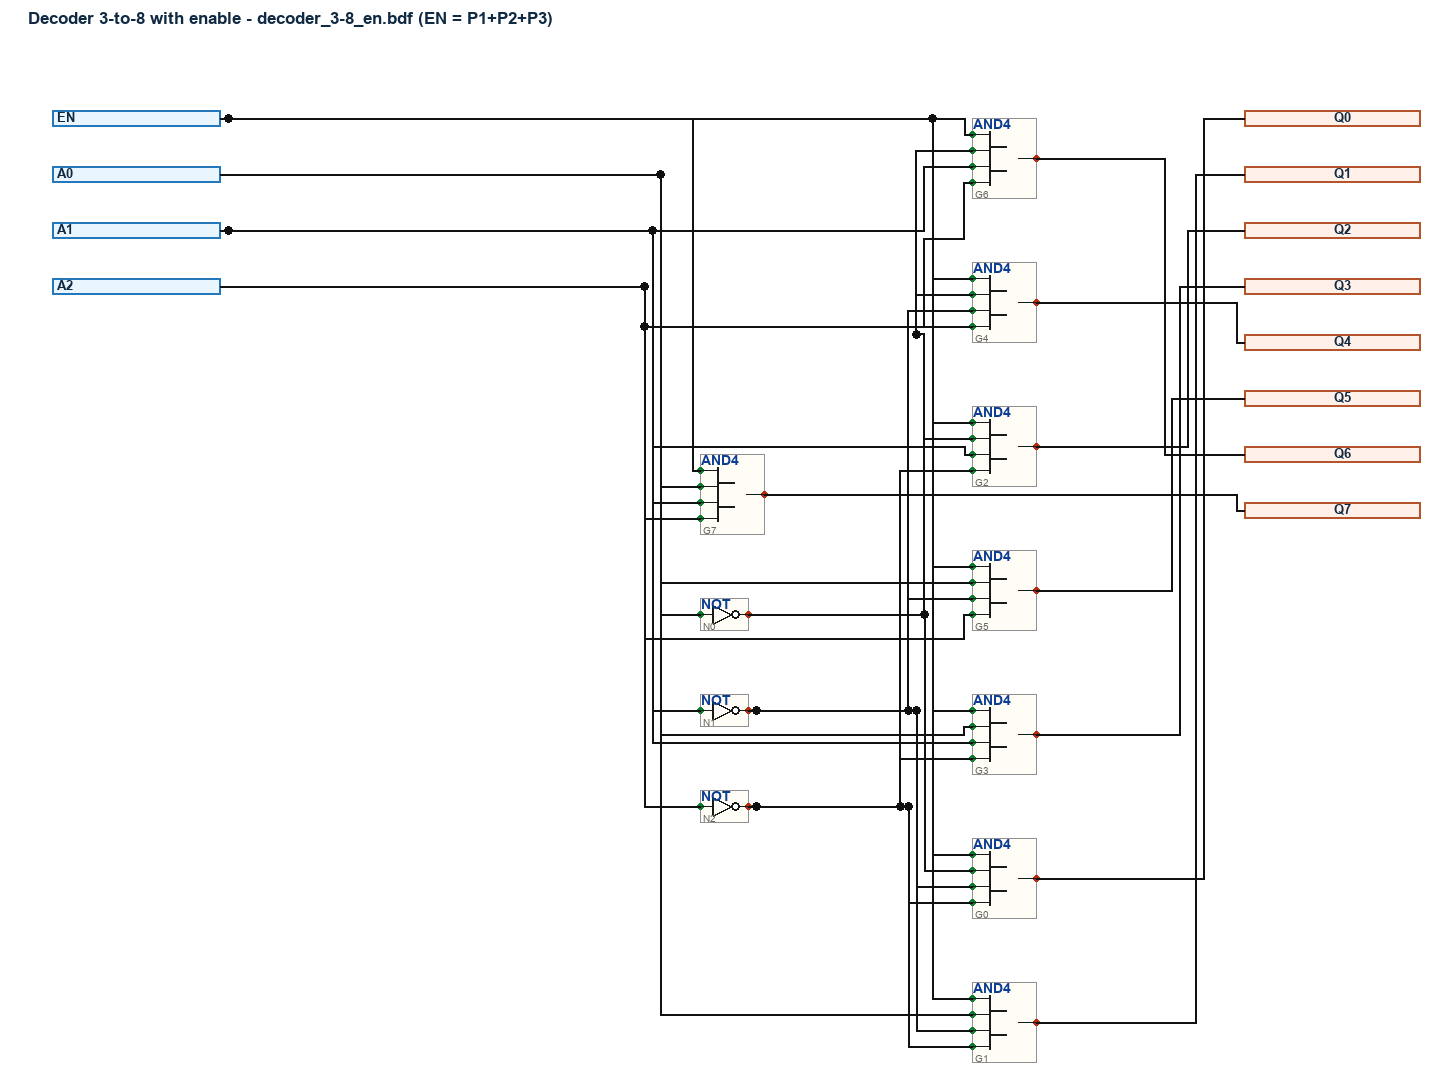 Decoder 3-to-8 with enable - decoder_3-8_en.bdf (EN = P1+P2+P3)
EN
AND4
Q0
A0
Q1
G6
A1
Q2
AND4
A2
Q3
G4
Q4
Q5
AND4
Q6
AND4
G2
Q7
G7
AND4
NOT
N0
G5
NOT
AND4
N1
G3
NOT
N2
AND4
G0
AND4
G1